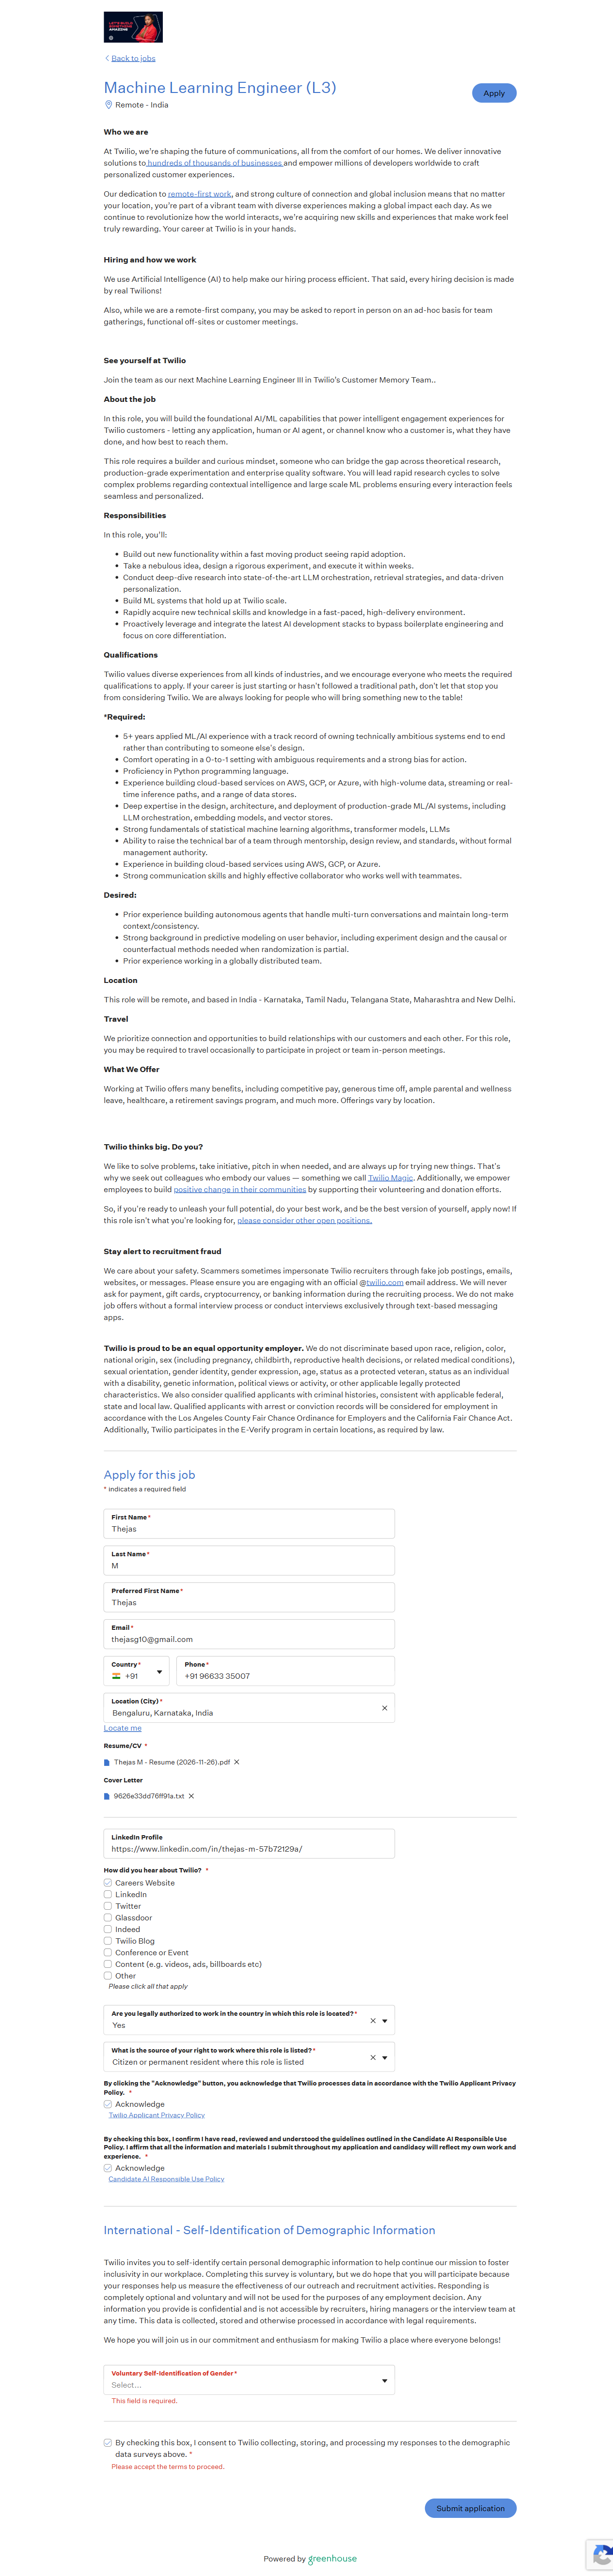 LET'S BUILD
SOMETHING
AMAZING
Back to jobs
Machine Learning Engineer (L3)
Apply
Remote - India
Who we are
At Twilio, we're shaping the future of communications, all from the comfort of our homes. We deliver innovative
solutions to hundreds of thousands of businesses and empower millions of developers worldwide to craft
personalized customer experiences.
Our dedication to remote-first work, and strong culture of connection and global inclusion means that no matter
your location, you're part of a vibrant team with diverse experiences making a global impact each day. As we
continue to revolutionize how the world interacts, we're acquiring new skills and experiences that make work feel
truly rewarding. Your career at Twilio is in your hands.
Hiring and how we work
We use Artificial Intelligence (AI) to help make our hiring process efficient. That said, every hiring decision is made
by real Twilions!
Also, while we are a remote-first company, you may be asked to report in person on an ad-hoc basis for team
gatherings, functional off-sites or customer meetings.
See yourself at Twilio
Join the team as our next Machine Learning Engineer III in Twilio's Customer Memory Team..
About the job
In this role, you will build the foundational AI/ML capabilities that power intelligent engagement experiences for
Twilio customers - letting any application, human or AI agent, or channel know who a customer is, what they have
done, and how best to reach them.
This role requires a builder and curious mindset, someone who can bridge the gap across theoretical research,
production-grade experimentation and enterprise quality software. You will lead rapid research cycles to solve
complex problems regarding contextual intelligence and large scale ML problems ensuring every interaction feels
seamless and personalized.
Responsibilities
In this role, you'll:
• Build out new functionality within a fast moving product seeing rapid adoption.
• Take a nebulous idea, design a rigorous experiment, and execute it within weeks.
• Conduct deep-dive research into state-of-the-art LLM orchestration, retrieval strategies, and data-driven
personalization.
• Build ML systems that hold up at Twilio scale.
• Rapidly acquire new technical skills and knowledge in a fast-paced, high-delivery environment.
• Proactively leverage and integrate the latest AI development stacks to bypass boilerplate engineering and
focus on core differentiation.
Qualifications
Twilio values diverse experiences from all kinds of industries, and we encourage everyone who meets the required
qualifications to apply. If your career is just starting or hasn't followed a traditional path, don't let that stop you
from considering Twilio. We are always looking for people who will bring something new to the table!
*Required:
• 5+ years applied ML/AI experience with a track record of owning technically ambitious systems end to end
rather than contributing to someone else's design.
• Comfort operating in a 0-to-1 setting with ambiguous requirements and a strong bias for action.
• Proficiency in Python programming language.
• Experience building cloud-based services on AWS, GCP, or Azure, with high-volume data, streaming or real-
time inference paths, and a range of data stores.
• Deep expertise in the design, architecture, and deployment of production-grade ML/AI systems, including
LLM orchestration, embedding models, and vector stores.
• Strong fundamentals of statistical machine learning algorithms, transformer models, LLMs
• Ability to raise the technical bar of a team through mentorship, design review, and standards, without formal
management authority.
• Experience in building cloud-based services using AWS, GCP, or Azure.
• Strong communication skills and highly effective collaborator who works well with teammates.
Desired:
• Prior experience building autonomous agents that handle multi-turn conversations and maintain long-term
context/consistency.
• Strong background in predictive modeling on user behavior, including experiment design and the causal or
counterfactual methods needed when randomization is partial.
• Prior experience working in a globally distributed team.
Location
This role will be remote, and based in India - Karnataka, Tamil Nadu, Telangana State, Maharashtra and New Delhi.
Travel
We prioritize connection and opportunities to build relationships with our customers and each other. For this role,
you may be required to travel occasionally to participate in project or team in-person meetings.
What We Offer
Working at Twilio offers many benefits, including competitive pay, generous time off, ample parental and wellness
leave, healthcare, a retirement savings program, and much more. Offerings vary by location.
Twilio thinks big. Do you?
We like to solve problems, take initiative, pitch in when needed, and are always up for trying new things. That's
why we seek out colleagues who embody our values — something we call Twilio Magic. Additionally, we empower
employees to build positive change in their communities by supporting their volunteering and donation efforts.
So, if you're ready to unleash your full potential, do your best work, and be the best version of yourself, apply now! If
this role isn't what you're looking for, please consider other open positions.
Stay alert to recruitment fraud
We care about your safety. Scammers sometimes impersonate Twilio recruiters through fake job postings, emails,
websites, or messages. Please ensure you are engaging with an official @twilio.com email address. We will never
ask for payment, gift cards, cryptocurrency, or banking information during the recruiting process. We do not make
job offers without a formal interview process or conduct interviews exclusively through text-based messaging
apps.
Twilio is proud to be an equal opportunity employer. We do not discriminate based upon race, religion, color,
national origin, sex (including pregnancy, childbirth, reproductive health decisions, or related medical conditions),
sexual orientation, gender identity, gender expression, age, status as a protected veteran, status as an individual
with a disability, genetic information, political views or activity, or other applicable legally protected
characteristics. We also consider qualified applicants with criminal histories, consistent with applicable federal,
state and local law. Qualified applicants with arrest or conviction records will be considered for employment in
accordance with the Los Angeles County Fair Chance Ordinance for Employers and the California Fair Chance Act.
Additionally, Twilio participates in the E-Verify program in certain locations, as required by law.
Apply for this job
* indicates a required field
First Name*
Thejas
Last Name*
M
Preferred First Name*
Thejas
Email*
thejasg10@gmail.com
Country* Phone*
+91 +91 96633 35007
Location (City)*
Bengaluru, Karnataka, India
Locate me
Resume/CV *
Thejas M - Resume (2026-11-26).pdf
Cover Letter
9626e33dd76ff91a.txt
LinkedIn Profile
https://www.linkedin.com/in/thejas-m-57b72129a/
How did you hear about Twilio? *
Careers Website
LinkedIn
Twitter
Glassdoor
Indeed
Twilio Blog
Conference or Event
Content (e.g. videos, ads, billboards etc)
Other
Please click all that apply
Are you legally authorized to work in the country in which this role is located?*
Yes
What is the source of your right to work where this role is listed?*
Citizen or permanent resident where this role is listed
By clicking the "Acknowledge" button, you acknowledge that Twilio processes data in accordance with the Twilio Applicant Privacy
Policy. *
Acknowledge
Twilio Applicant Privacy Policy
By checking this box, I confirm I have read, reviewed and understood the guidelines outlined in the Candidate AI Responsible Use
Policy. I affirm that all the information and materials I submit throughout my application and candidacy will reflect my own work and
experience. *
Acknowledge
Candidate AI Responsible Use Policy
International - Self-Identification of Demographic Information
Twilio invites you to self-identify certain personal demographic information to help continue our mission to foster
inclusivity in our workplace. Completing this survey is voluntary, but we do hope that you will participate because
your responses help us measure the effectiveness of our outreach and recruitment activities. Responding is
completely optional and voluntary and will not be used for the purposes of any employment decision. Any
information you provide is confidential and is not accessible by recruiters, hiring managers or the interview team at
any time. This data is collected, stored and otherwise processed in accordance with legal requirements.
We hope you will join us in our commitment and enthusiasm for making Twilio a place where everyone belongs!
Voluntary Self-Identification of Gender*
Select...
This field is required.
By checking this box, I consent to Twilio collecting, storing, and processing my responses to the demographic
data surveys above. *
Please accept the terms to proceed.
Submit application
Powered by greenhouse